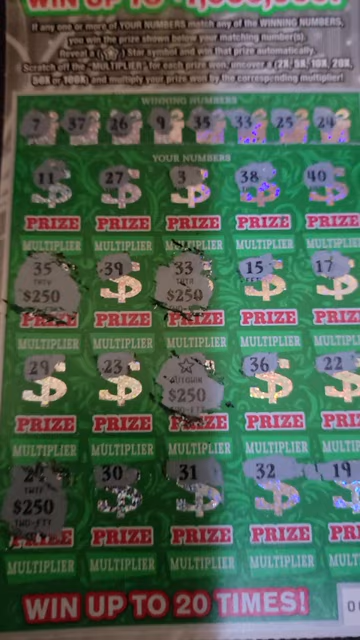 WIN UP TO $1,000,000!
If any one or more of YOUR NUMBERS match any of the WINNING NUMBERS,
you win the prize shown below your matching number(s).
Reveal a (☆) Star symbol and win that prize automatically.
Scratch off the "MULTIPLIER" for each prize won, uncover a (2X, 5X, 10X, 20X,
50X or 100X) and multiply your prize won by the corresponding multiplier!
WINNING NUMBERS
7 37 26 9 35 33 25 24
YOUR NUMBERS
11 27 3 38 40
PRIZE PRIZE PRIZE PRIZE PRIZE
MULTIPLIER MULTIPLIER MULTIPLIER MULTIPLIER MULTIPLIER
35 39 33 15 17
$250 $250
PRIZE PRIZE PRIZE PRIZE
MULTIPLIER MULTIPLIER MULTIPLIER MULTIPLIER MULTIPLIER
29 23 ☆ 36 22
$250
PRIZE PRIZE PRIZE PRIZE PRIZE
MULTIPLIER MULTIPLIER MULTIPLIER MULTIPLIER MULTIPLIER
24 30 31 32 19
$250
TWO-FTY
PRIZE PRIZE PRIZE PRIZE PRIZE
MULTIPLIER MULTIPLIER MULTIPLIER MULTIPLIER MULTIPLIER
WIN UP TO 20 TIMES!